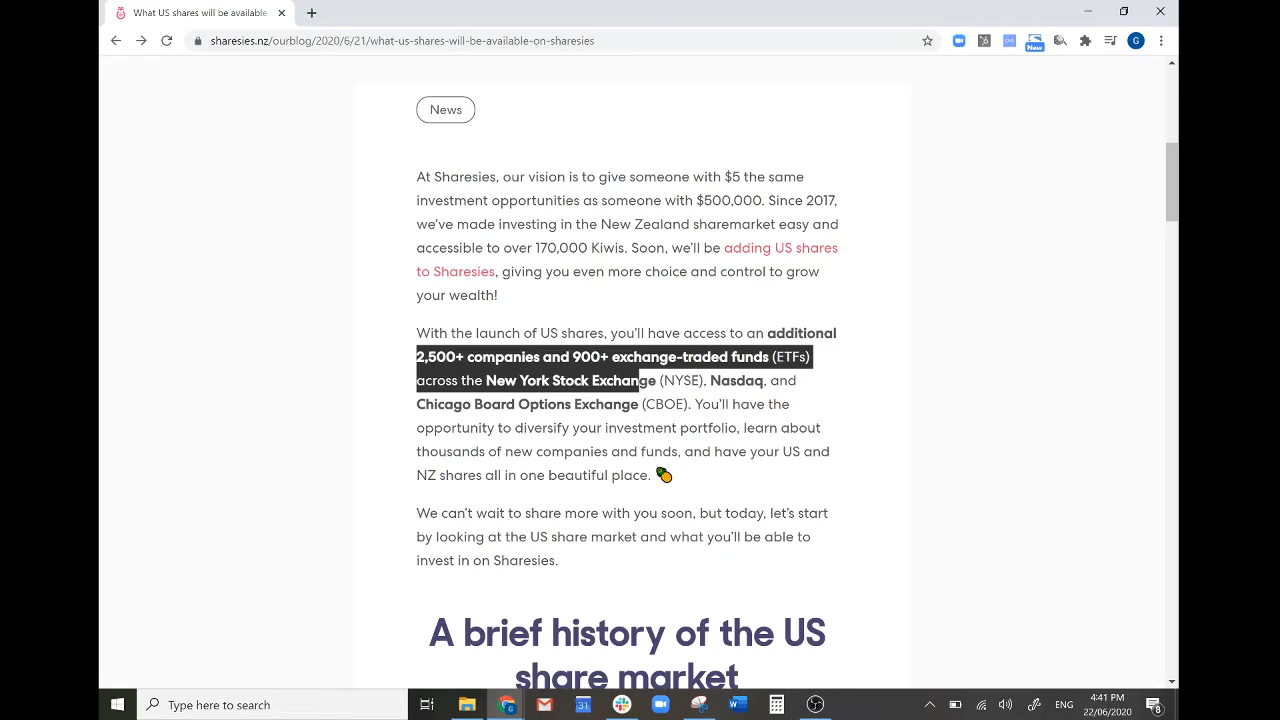 What US shares will be available
sharesies.nz/ourblog/2020/6/21/what-us-shares-will-be-available-on-sharesies
New
G
News
At Sharesies, our vision is to give someone with $5 the same
investment opportunities as someone with $500,000. Since 2017,
we've made investing in the New Zealand sharemarket easy and
accessible to over 170,000 Kiwis. Soon, we'll be adding US shares
to Sharesies, giving you even more choice and control to grow
your wealth!
With the launch of US shares, you'll have access to an additional
2,500+ companies and 900+ exchange-traded funds (ETFs)
across the New York Stock Exchange (NYSE), Nasdaq, and
Chicago Board Options Exchange (CBOE). You'll have the
opportunity to diversify your investment portfolio, learn about
thousands of new companies and funds, and have your US and
NZ shares all in one beautiful place.
We can't wait to share more with you soon, but today, let's start
by looking at the US share market and what you'll be able to
invest in on Sharesies.
A brief history of the US
share market
Type here to search
31
ENG
4:41 PM
22/06/2020
8